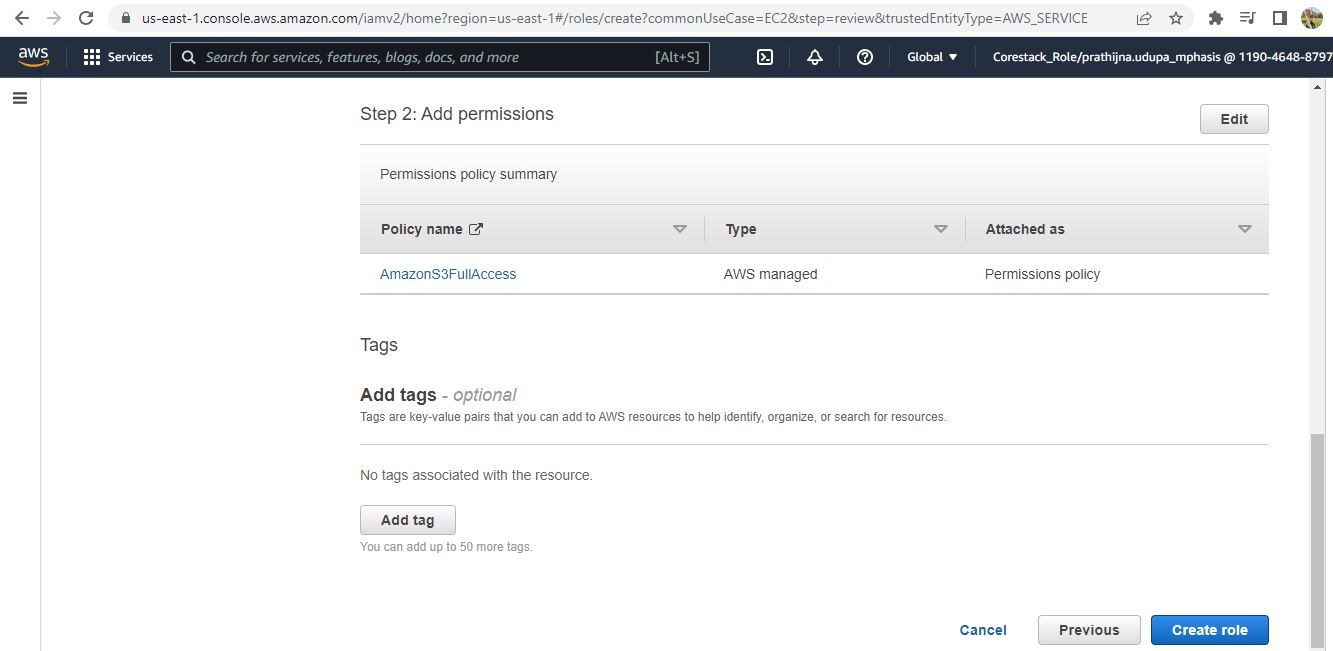 us-east-1.console.aws.amazon.com/iamv2/home?region=us-east-1#/roles/create?commonUseCase=EC2&step=review&trustedEntityType=AWS_SERVICE
aws Services Search for services, features, blogs, docs, and more [Alt+S] Global Corestack_Role/prathijna.udupa_mphasis @ 1190-4648-8797
Step 2: Add permissions
Edit
Permissions policy summary
Policy name Type Attached as
AmazonS3FullAccess AWS managed Permissions policy
Tags
Add tags - optional
Tags are key-value pairs that you can add to AWS resources to help identify, organize, or search for resources.
No tags associated with the resource.
Add tag
You can add up to 50 more tags.
Cancel Previous Create role